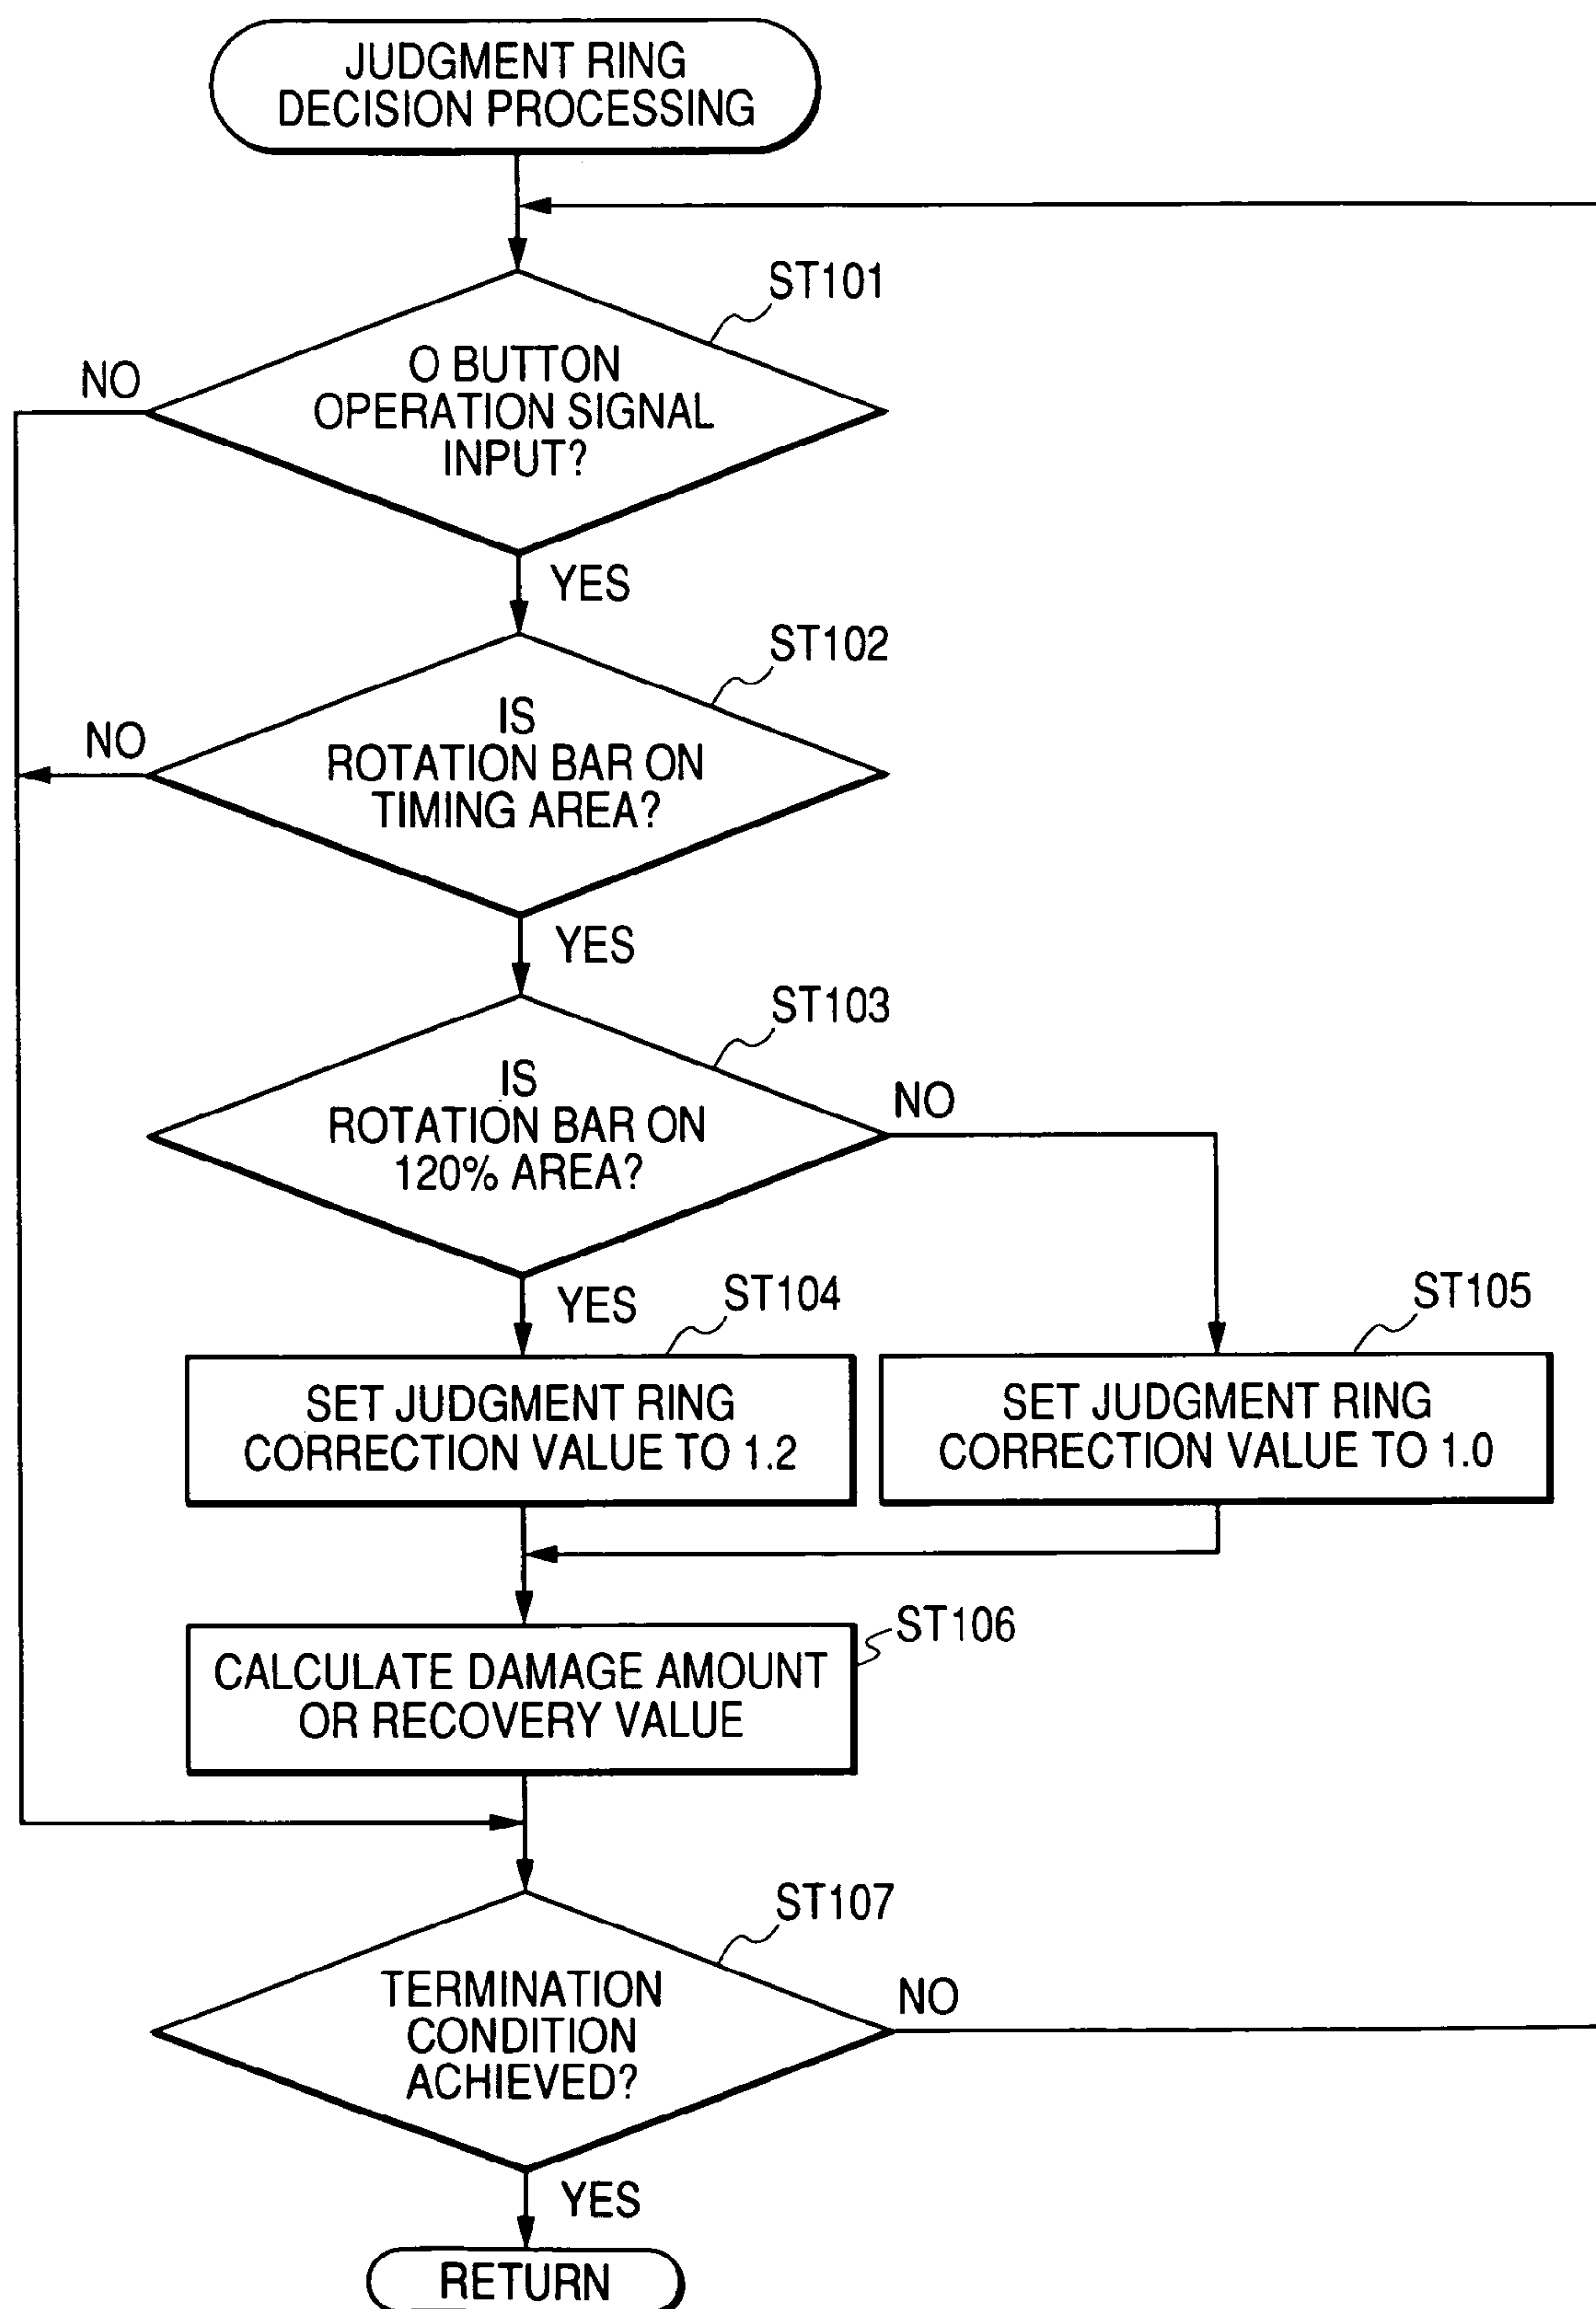 JUDGMENT RING
DECISION PROCESSING
ST101
NO
O BUTTON
OPERATION SIGNAL
INPUT?
YES
ST102
NO
IS
ROTATION BAR ON
TIMING AREA?
YES
ST103
IS
ROTATION BAR ON
120% AREA?
NO
YES
ST104
ST105
SET JUDGMENT RING
CORRECTION VALUE TO 1.2
SET JUDGMENT RING
CORRECTION VALUE TO 1.0
ST106
CALCULATE DAMAGE AMOUNT
OR RECOVERY VALUE
ST107
TERMINATION
CONDITION
ACHIEVED?
NO
YES
RETURN